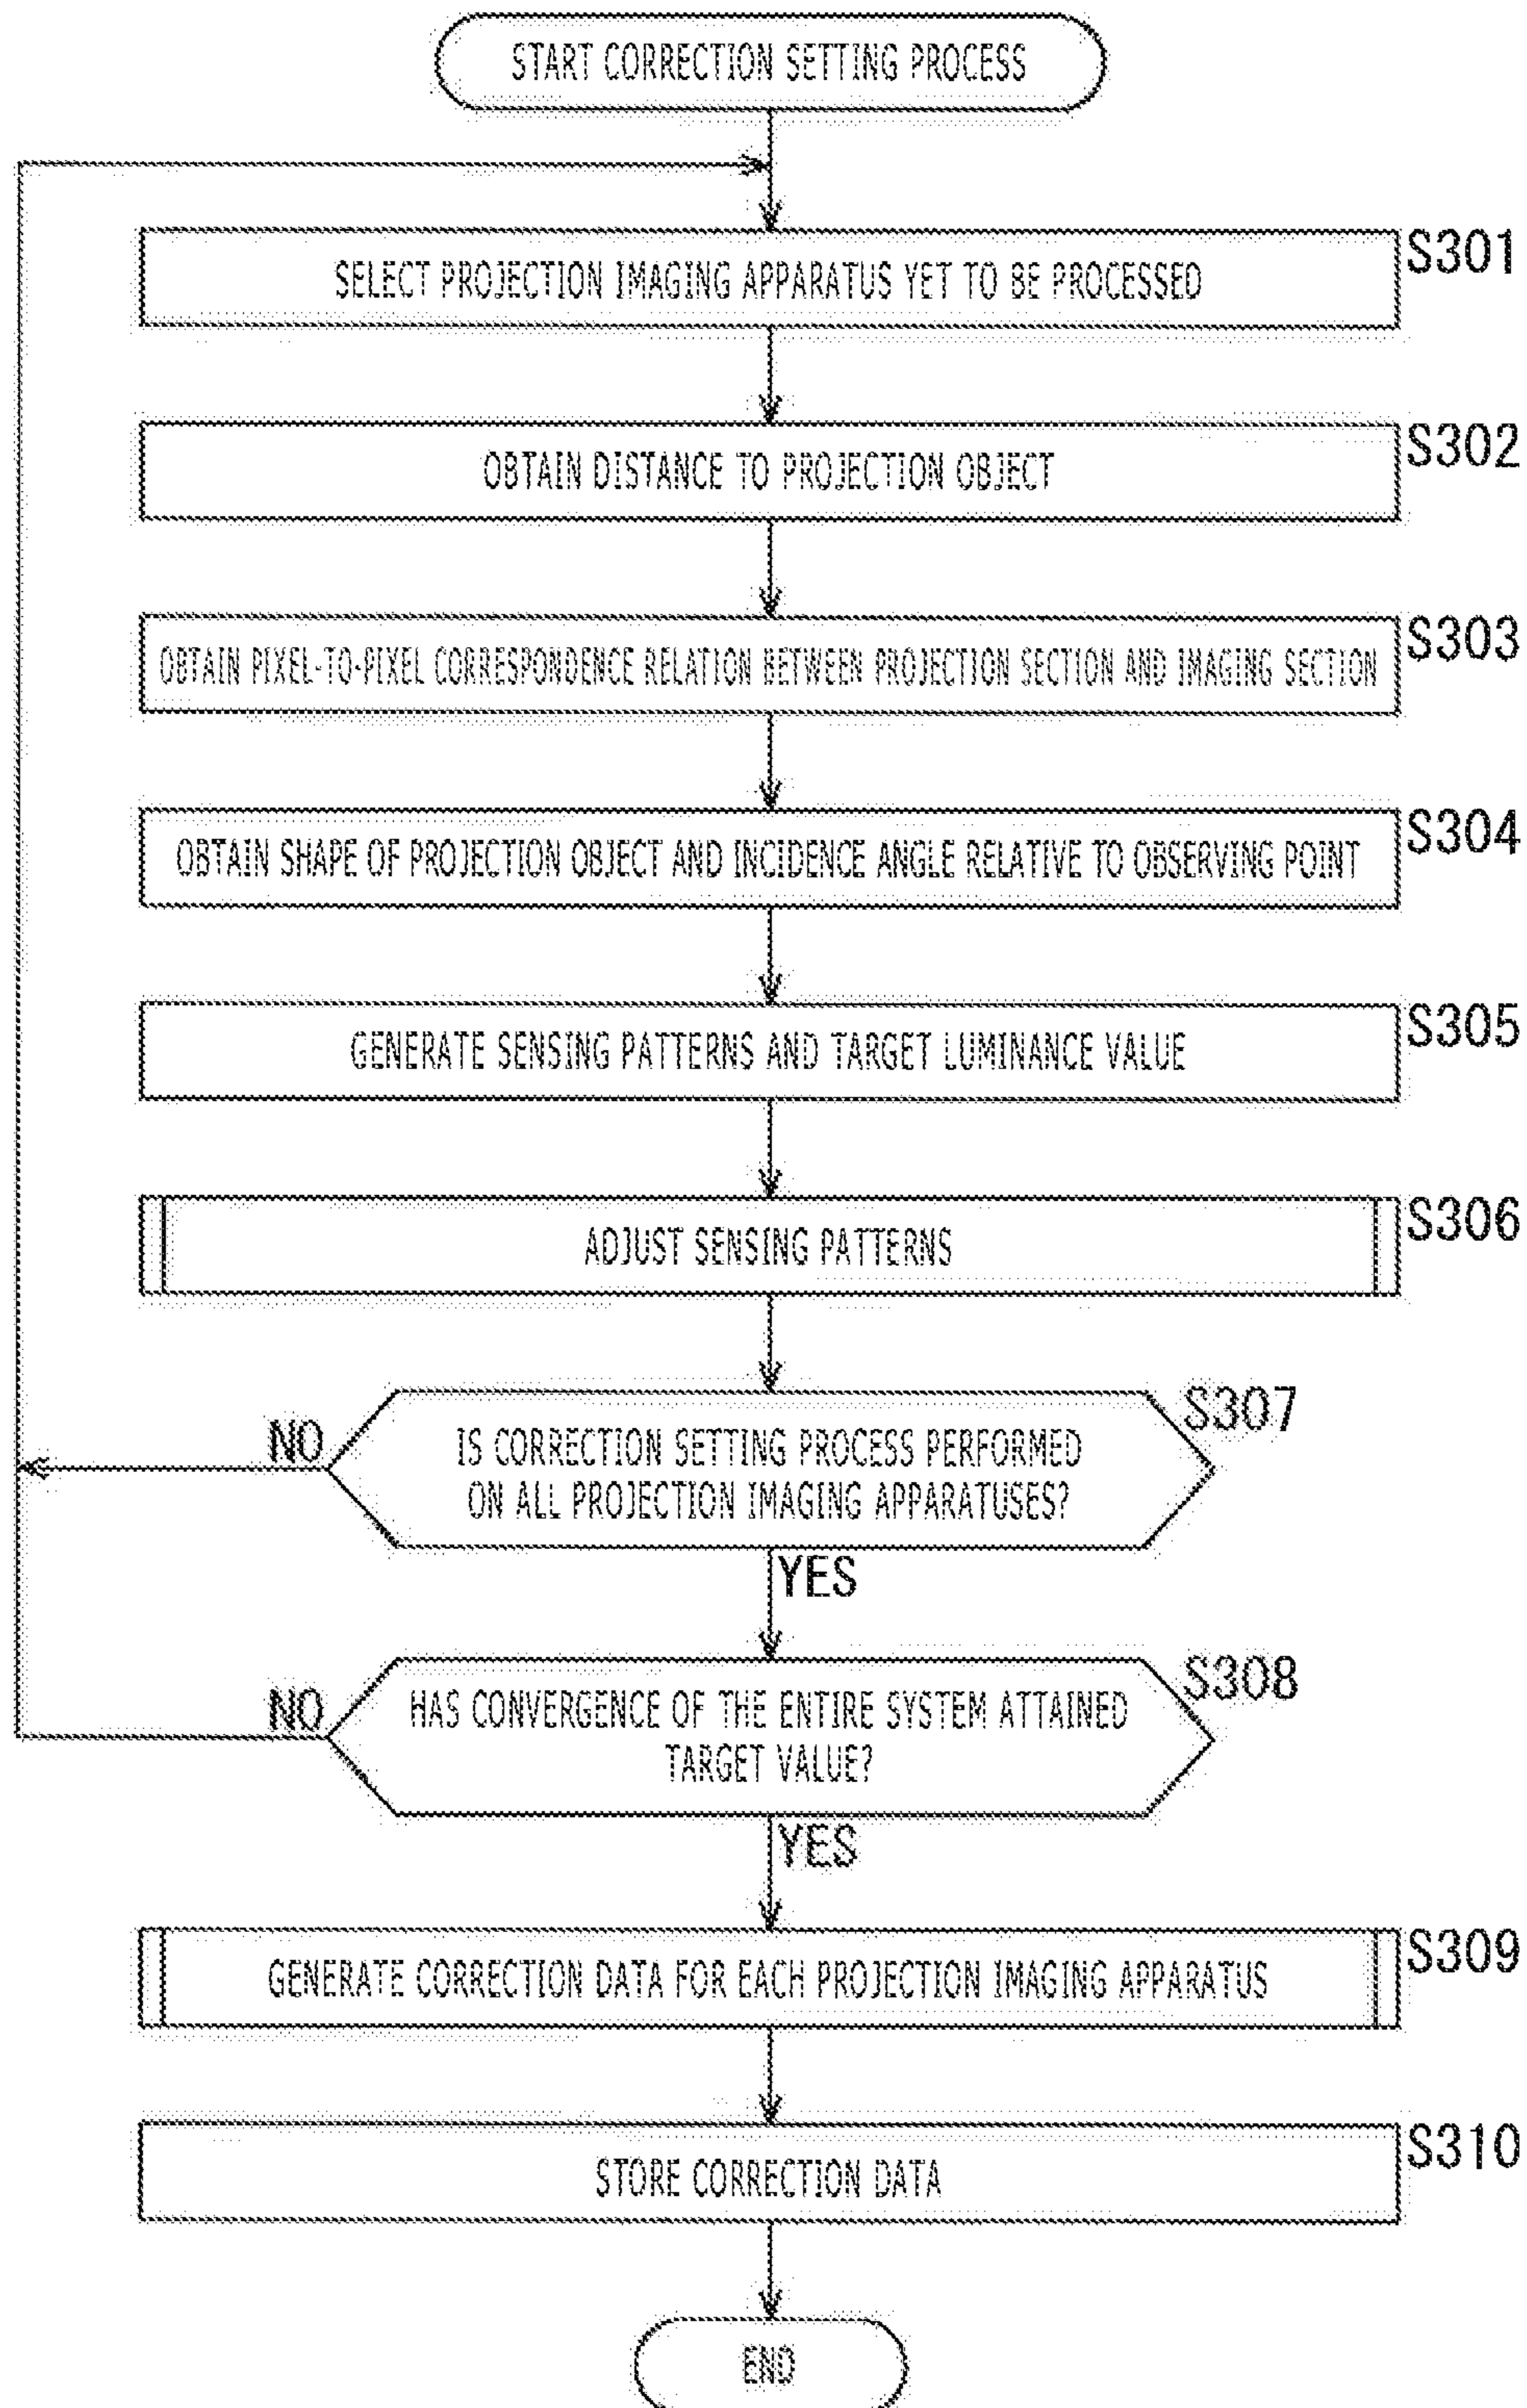 START CORRECTION SETTING PROCESS
S301
SELECT PROJECTION IMAGING APPARATUS YET TO BE PROCESSED
S302
OBTAIN DISTANCE TO PROJECTION OBJECT
S303
OBTAIN PIXEL-TO-PIXEL CORRESPONDENCE RELATION BETWEEN PROJECTION SECTION AND IMAGING SECTION
S304
OBTAIN SHAPE OF PROJECTION OBJECT AND INCIDENCE ANGLE RELATIVE TO OBSERVING POINT
S305
GENERATE SENSING PATTERNS AND TARGET LUMINANCE VALUE
S306
ADJUST SENSING PATTERNS
S307
NO
IS CORRECTION SETTING PROCESS PERFORMED
ON ALL PROJECTION IMAGING APPARATUSES?
YES
S308
NO
HAS CONVERGENCE OF THE ENTIRE SYSTEM ATTAINED
TARGET VALUE?
YES
S309
GENERATE CORRECTION DATA FOR EACH PROJECTION IMAGING APPARATUS
S310
STORE CORRECTION DATA
END